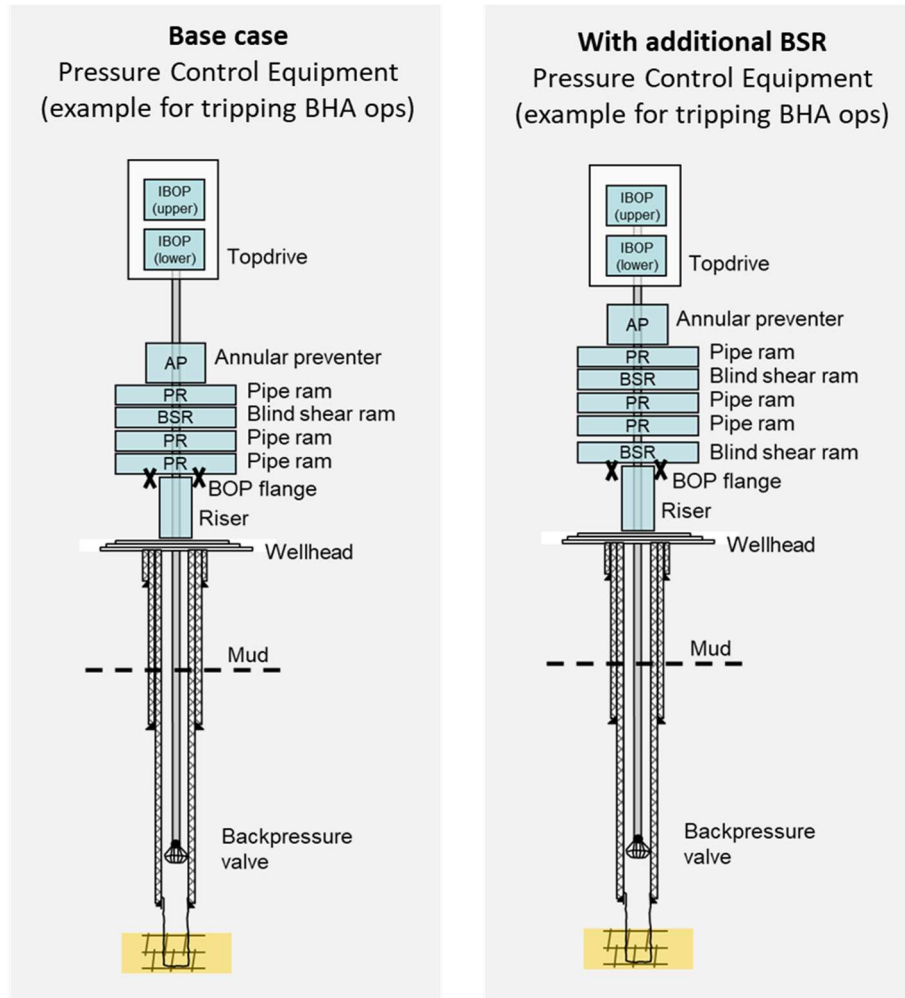 Base case
Pressure Control Equipment
(example for tripping BHA ops)
IBOP
(upper)
IBOP
(lower)
Topdrive
AP
Annular preventer
PR
Pipe ram
BSR
Blind shear ram
PR
Pipe ram
PR
Pipe ram
BOP flange
Riser
Wellhead
Mud
Backpressure
valve
With additional BSR
Pressure Control Equipment
(example for tripping BHA ops)
IBOP
(upper)
IBOP
(lower)
Topdrive
AP
Annular preventer
PR
Pipe ram
BSR
Blind shear ram
PR
Pipe ram
PR
Pipe ram
BSR
Blind shear ram
BOP flange
Riser
Wellhead
Mud
Backpressure
valve